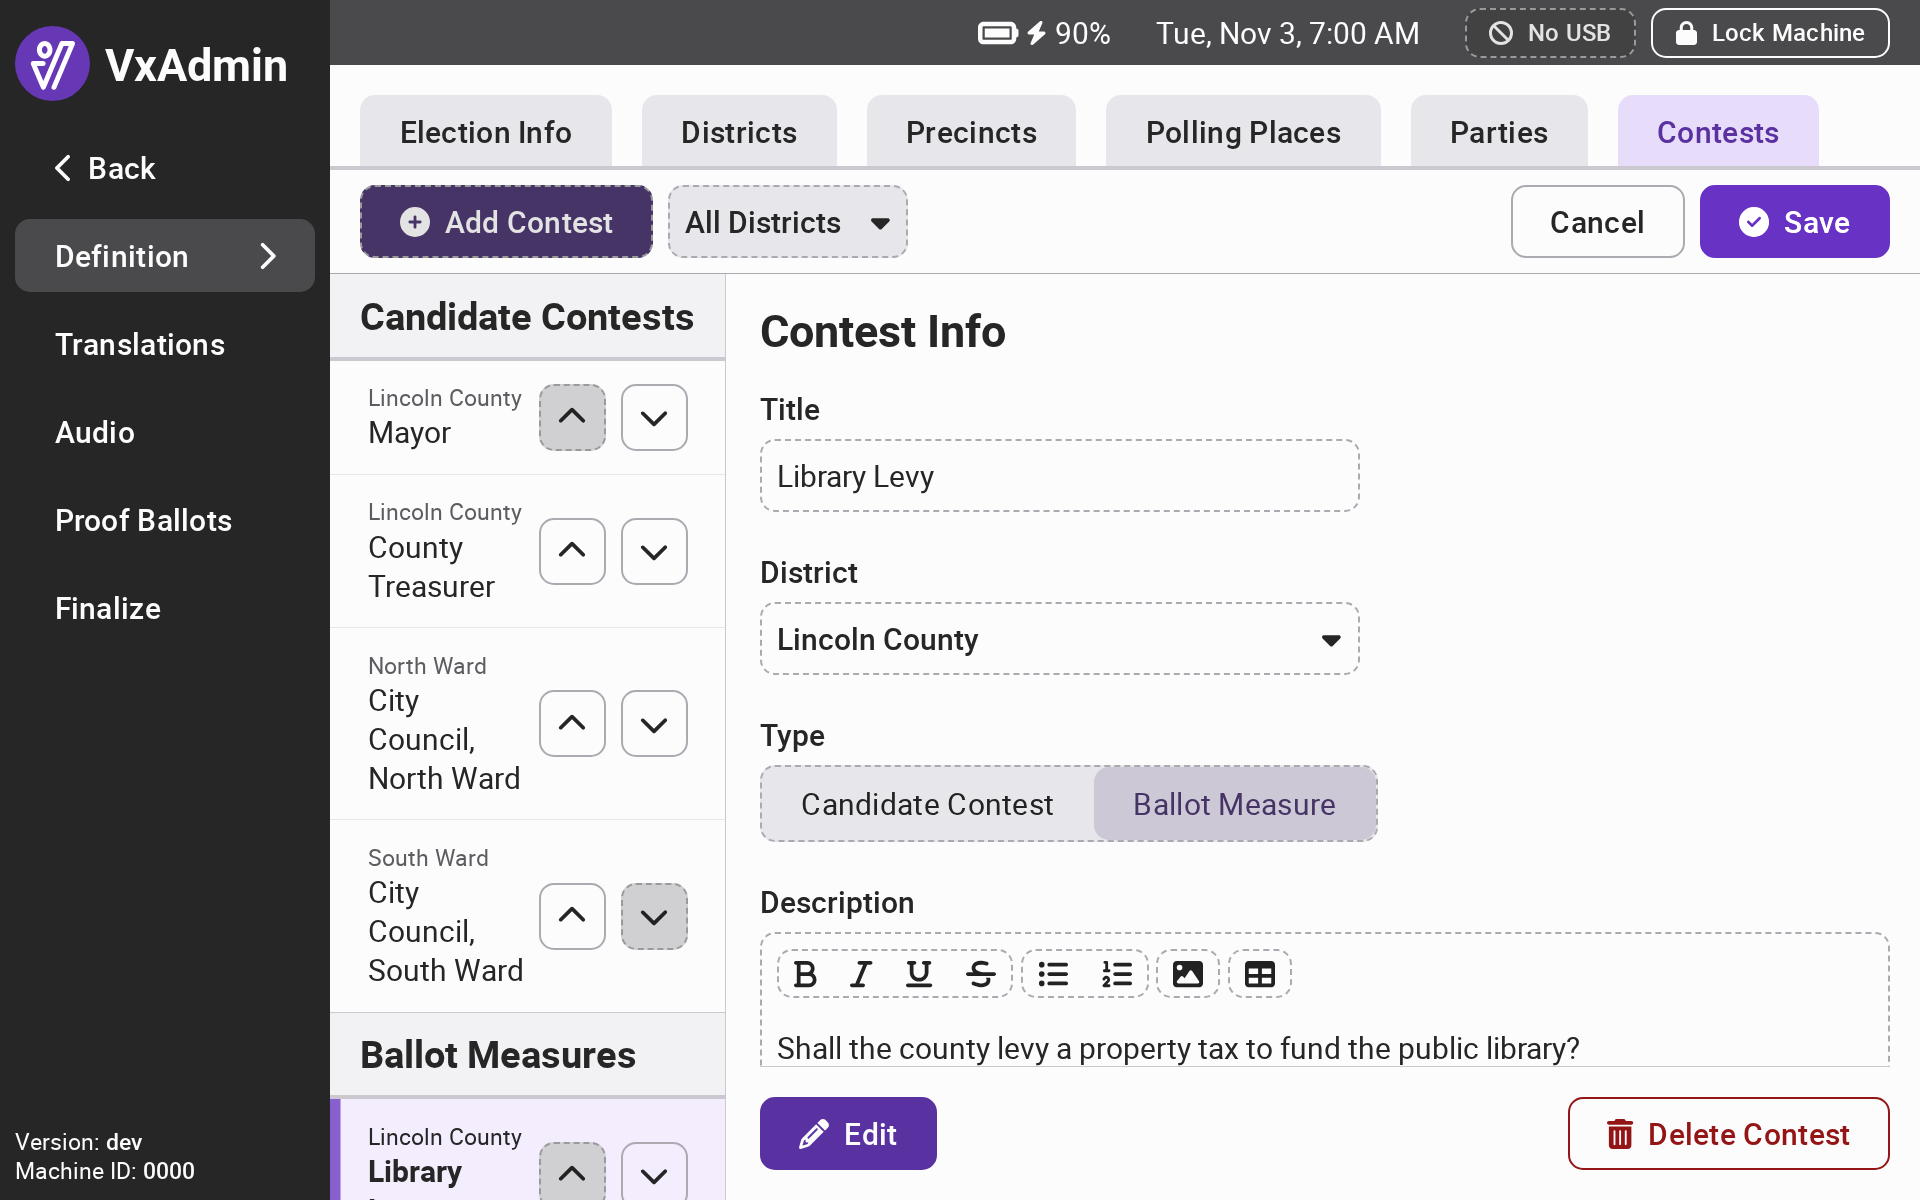 VxAdmin
90%
Tue, Nov 3, 7:00 AM
No USB
Lock Machine
Back
Definition
Translations
Audio
Proof Ballots
Finalize
Version: dev
Machine ID: 0000
Election Info
Districts
Precincts
Polling Places
Parties
Contests
Add Contest
All Districts
Cancel
Save
Candidate Contests
Lincoln County
Mayor
Lincoln County
County
Treasurer
North Ward
City
Council,
North Ward
South Ward
City
Council,
South Ward
Ballot Measures
Lincoln County
Library
Contest Info
Title
Library Levy
District
Lincoln County
Type
Candidate Contest
Ballot Measure
Description
Shall the county levy a property tax to fund the public library?
Edit
Delete Contest